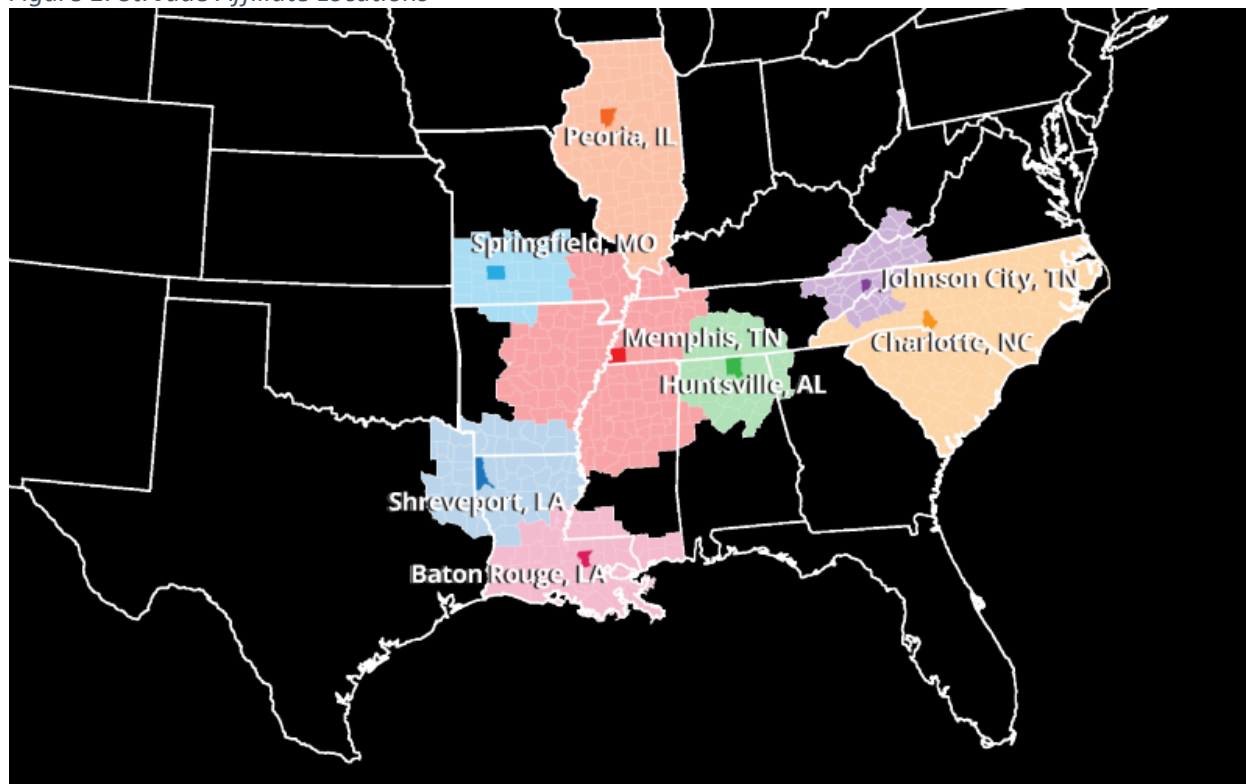 Peoria, IL
Springfield, MO
Johnson City, TN
Memphis, TN
Charlotte, NC
Huntsville, AL
Shreveport, LA
Baton Rouge, LA